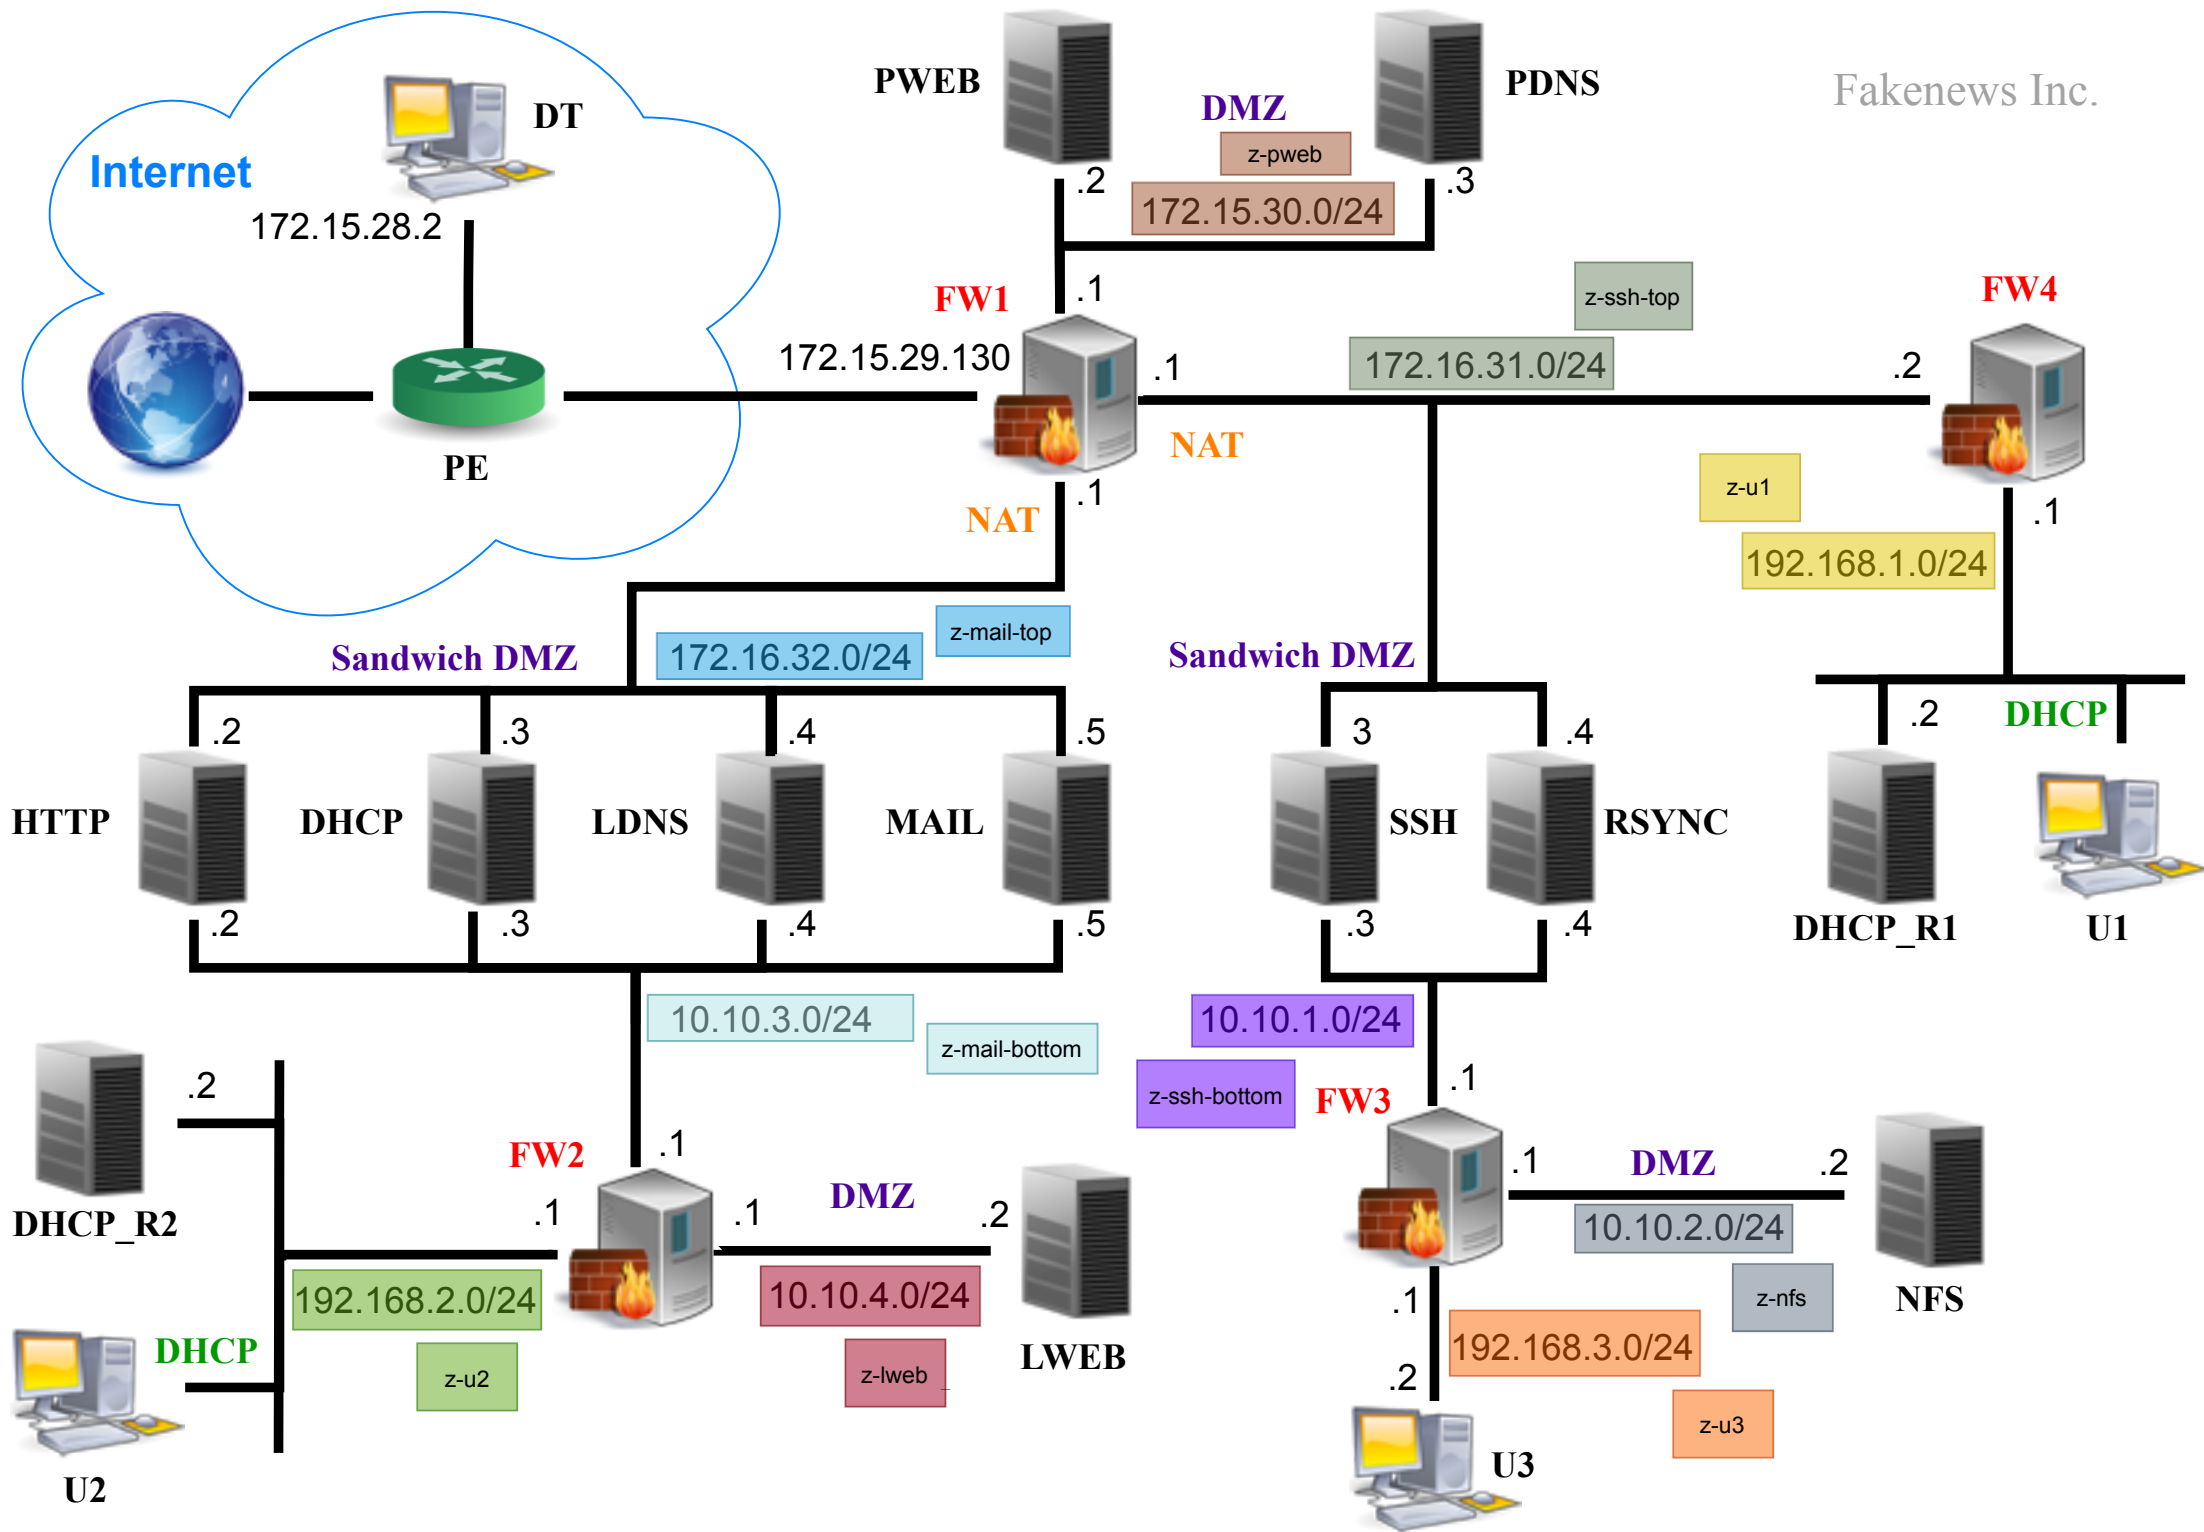 PWEB
PDNS
Fakenews Inc.
DT
DMZ
z-pweb
Internet
.2
.3
172.15.30.0/24
172.15.28.2
FW1
.1
z-ssh-top
FW4
172.15.29.130
.1
172.16.31.0/24
.2
NAT
PE
.1
z-u1
.1
NAT
192.168.1.0/24
z-mail-top
Sandwich DMZ
172.16.32.0/24
Sandwich DMZ
.2
.3
.4
.5
3
.4
.2
DHCP
HTTP
DHCP
LDNS
MAIL
SSH
RSYNC
.2
.3
.4
.5
.3
.4
DHCP_R1
U1
10.10.3.0/24
10.10.1.0/24
z-mail-bottom
.2
.1
z-ssh-bottom
FW3
FW2
.1
.1
DMZ
.2
DMZ
DHCP_R2
.1
.1
.2
10.10.2.0/24
192.168.2.0/24
10.10.4.0/24
.1
z-nfs
NFS
DHCP
192.168.3.0/24
LWEB
z-u2
z-lweb
.2
z-u3
U2
U3